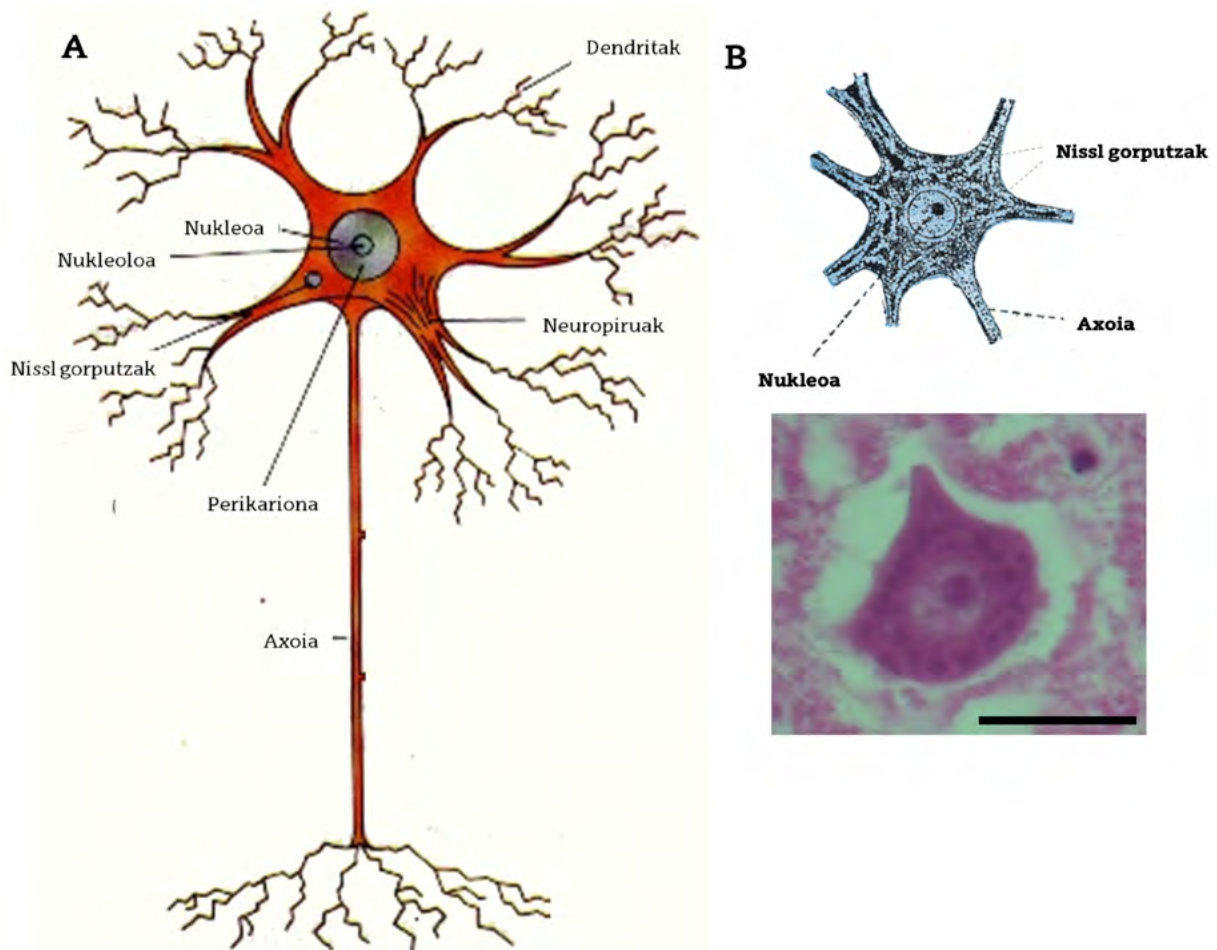 A
Dendritak
Nukleoa
Nukleoloa
Neuropiruak
Nissl gorputzak
Perikariona
Axoia
B
Nissl gorputzak
Axoia
Nukleoa